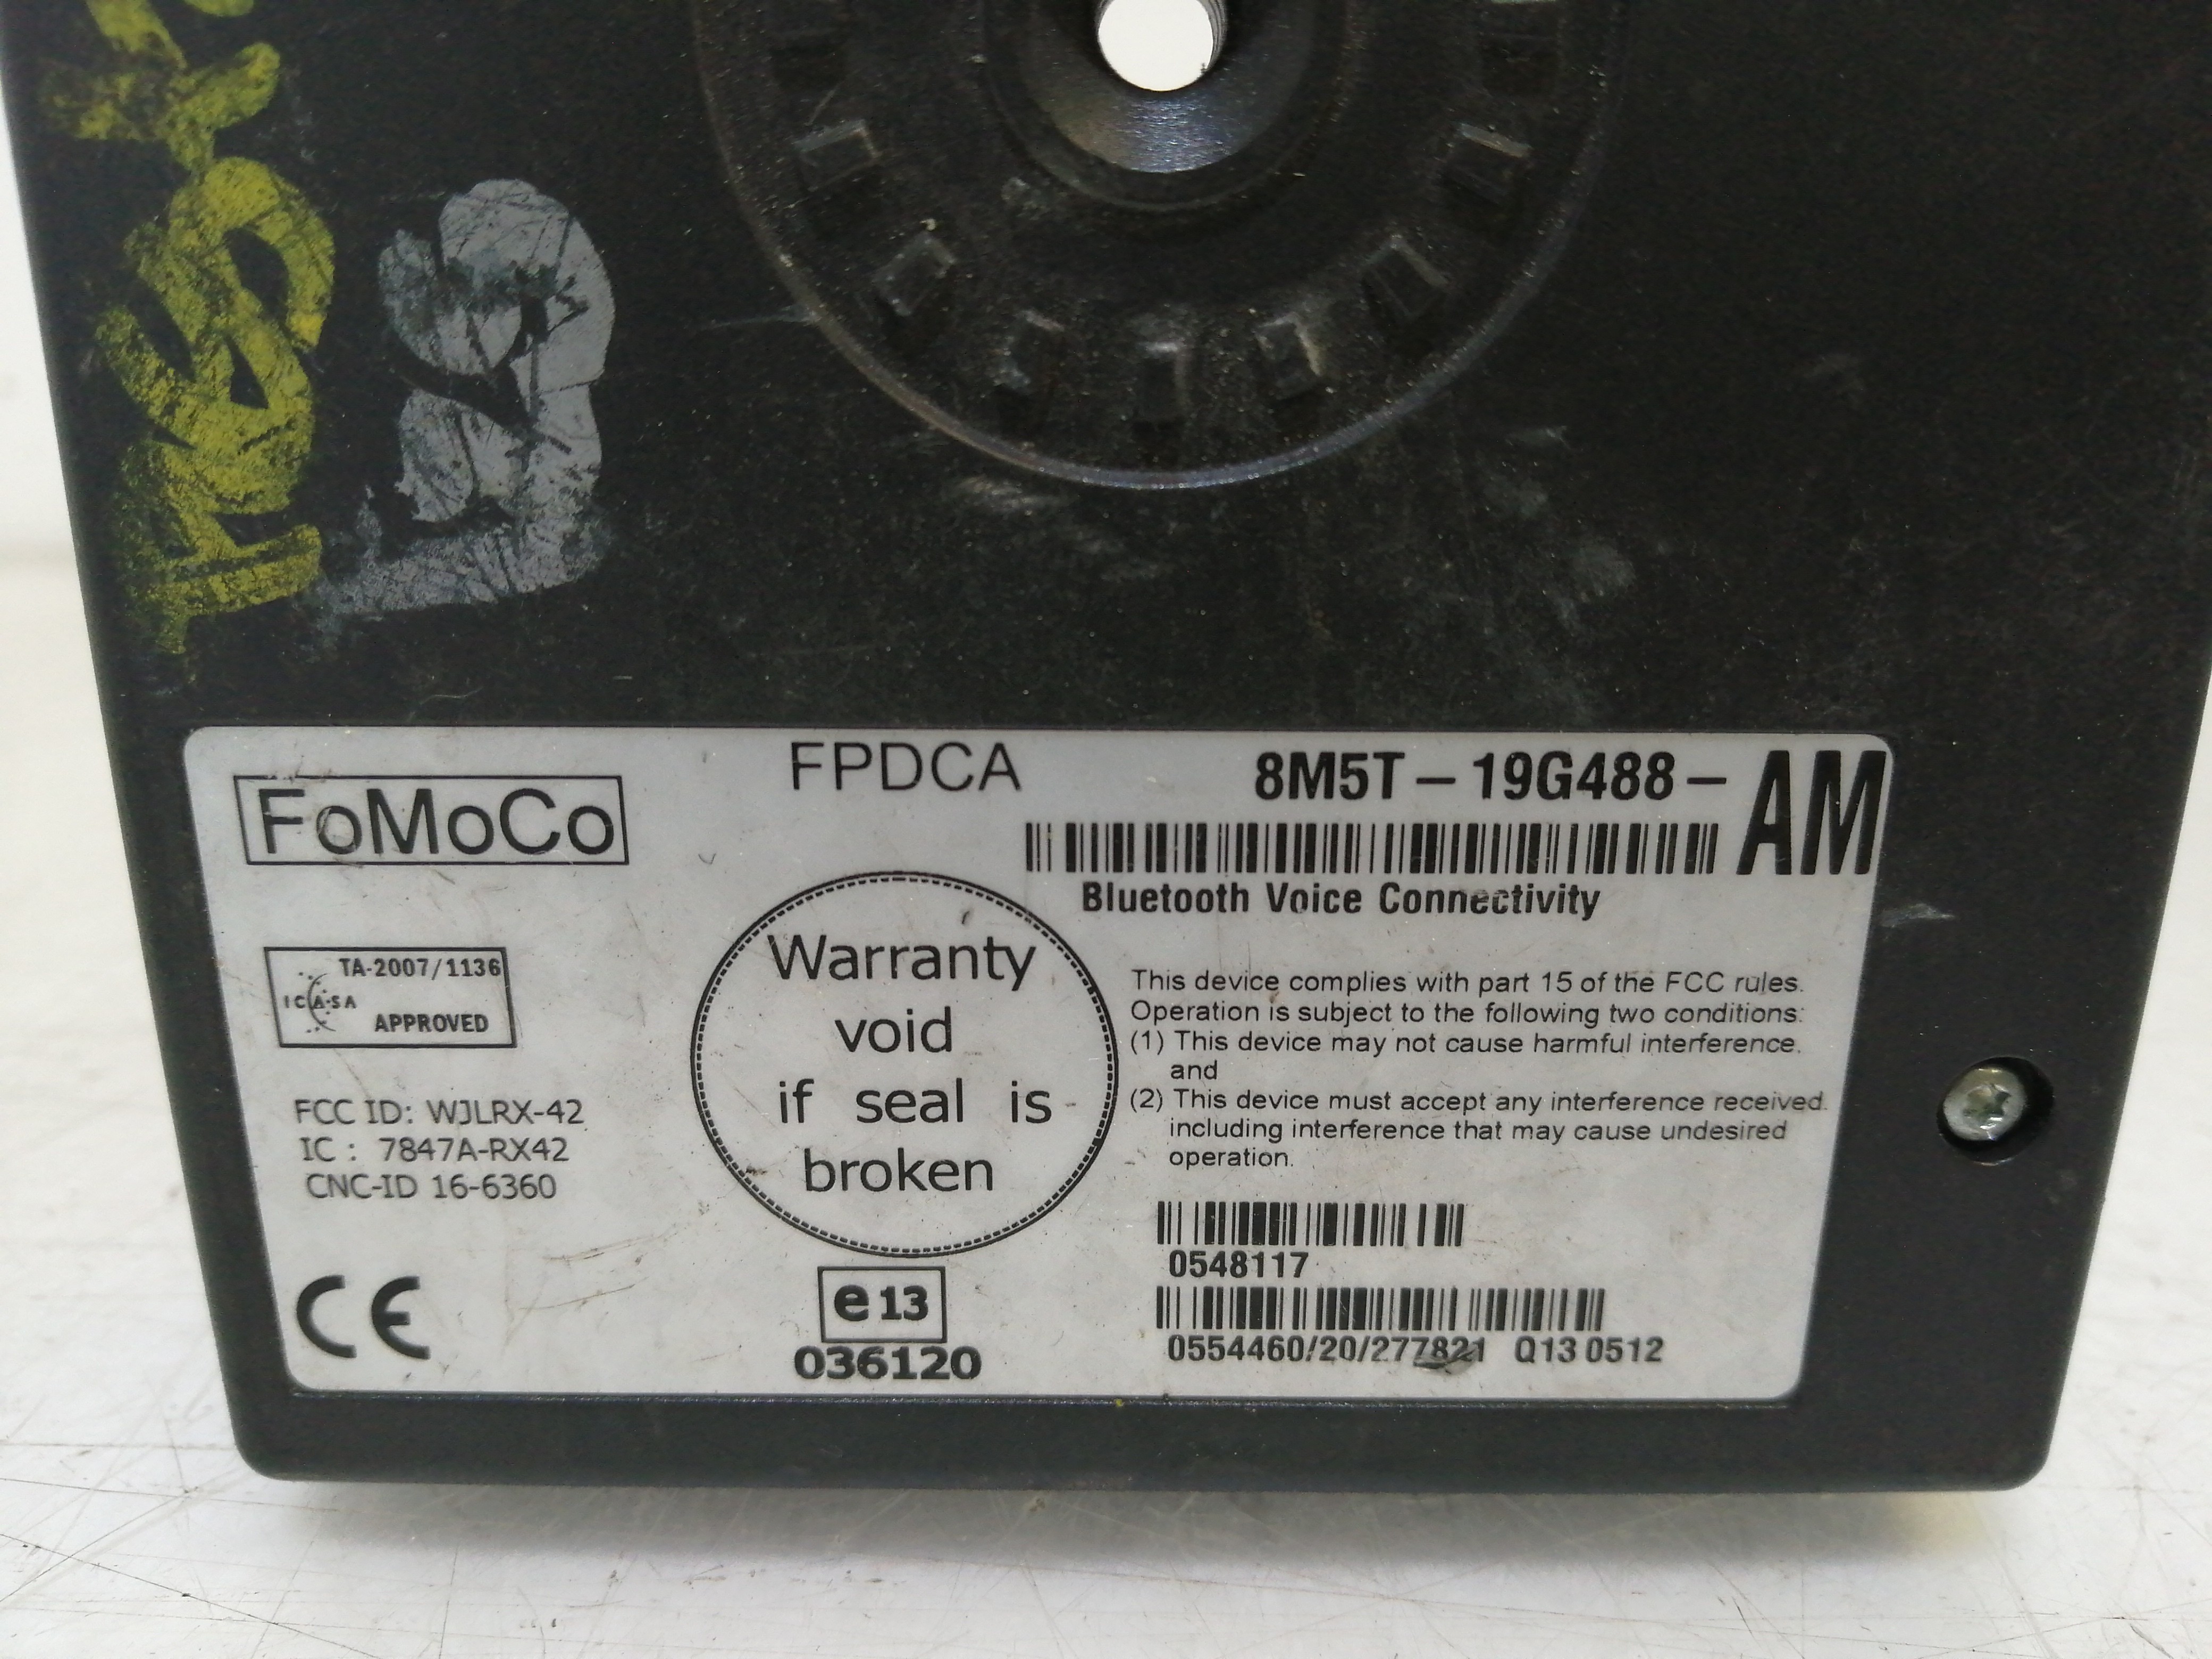 FoMoCo
FPDCA
8M5T-19G488-AM
Bluetooth Voice Connectivity
TA-2007/1136
ICASA
APPROVED
FCC ID: WJLRX-42
IC : 7847A-RX42
CNC-ID 16-6360
CE
Warranty
void
if seal is
broken
e13
036120
This device complies with part 15 of the FCC rules.
Operation is subject to the following two conditions:
(1) This device may not cause harmful interference.
and
(2) This device must accept any interference received.
including interference that may cause undesired
operation.
0548117
0554460/20/277821 Q13 0512